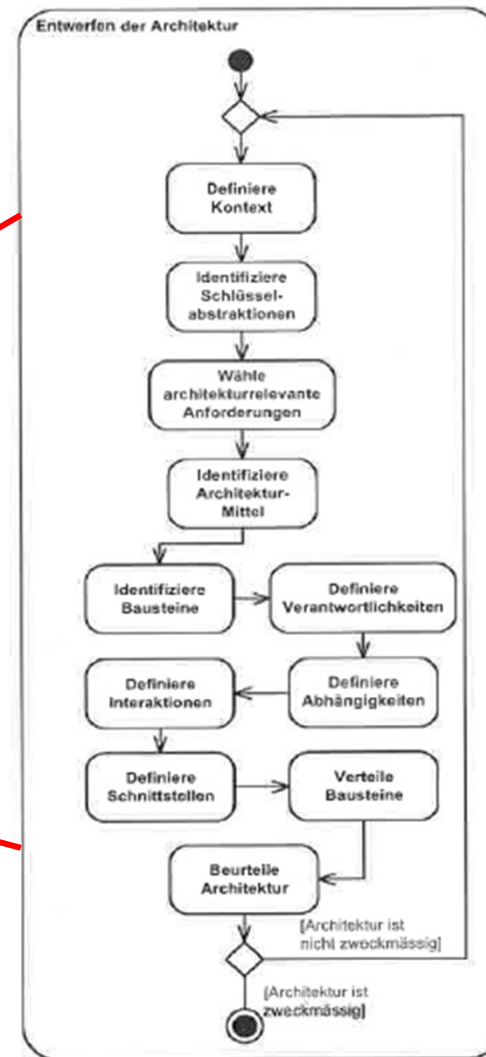 Entwerfen der Architektur
Definiere
Kontext
Identifiziere
Schlüssel-
abstraktionen
Wähle
architekturrelevante
Anforderungen
Identifiziere
Architektur-
Mittel
Identifiziere
Bausteine
Definiere
Verantwortlichkeiten
Definiere
Interaktionen
Definiere
Abhängigkeiten
Definiere
Schnittstellen
Verteile
Bausteine
Beurteile
Architektur
[Architektur ist
nicht zweckmässig]
[Architektur ist
zweckmässig]